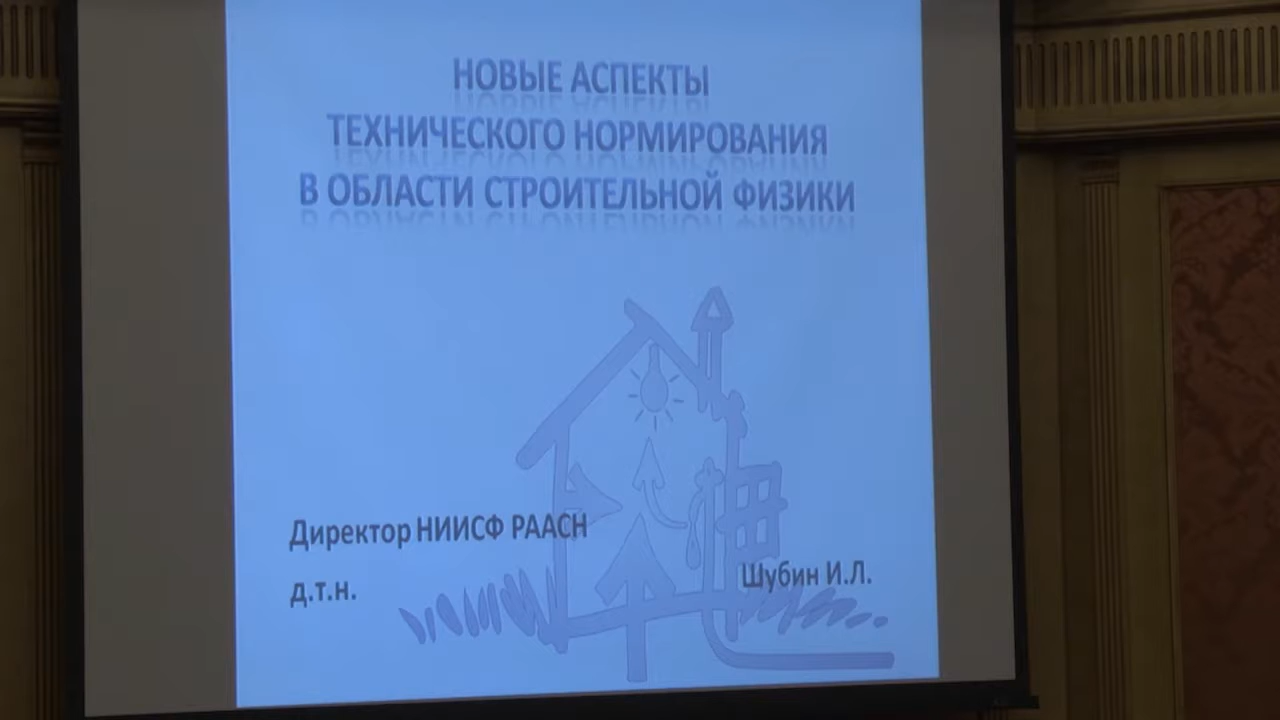 НОВЫЕ АСПЕКТЫ
ТЕХНИЧЕСКОГО НОРМИРОВАНИЯ
В ОБЛАСТИ СТРОИТЕЛЬНОЙ ФИЗИКИ
Директор НИИСФ РААСН
д.т.н.
Шубин И.Л.